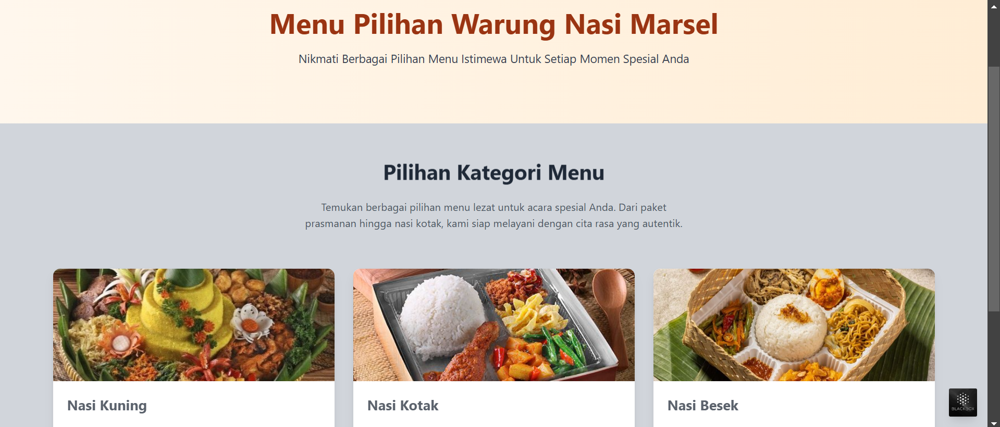 Menu Pilihan Warung Nasi Marsel
Nikmati Berbagai Pilihan Menu Istimewa Untuk Setiap Momen Spesial Anda
Pilihan Kategori Menu
Temukan berbagai pilihan menu lezat untuk acara spesial Anda. Dari paket
prasmanan hingga nasi kotak, kami siap melayani dengan cita rasa yang autentik.
Nasi Kuning
Nasi Kotak
Nasi Besek
BLACKBOX